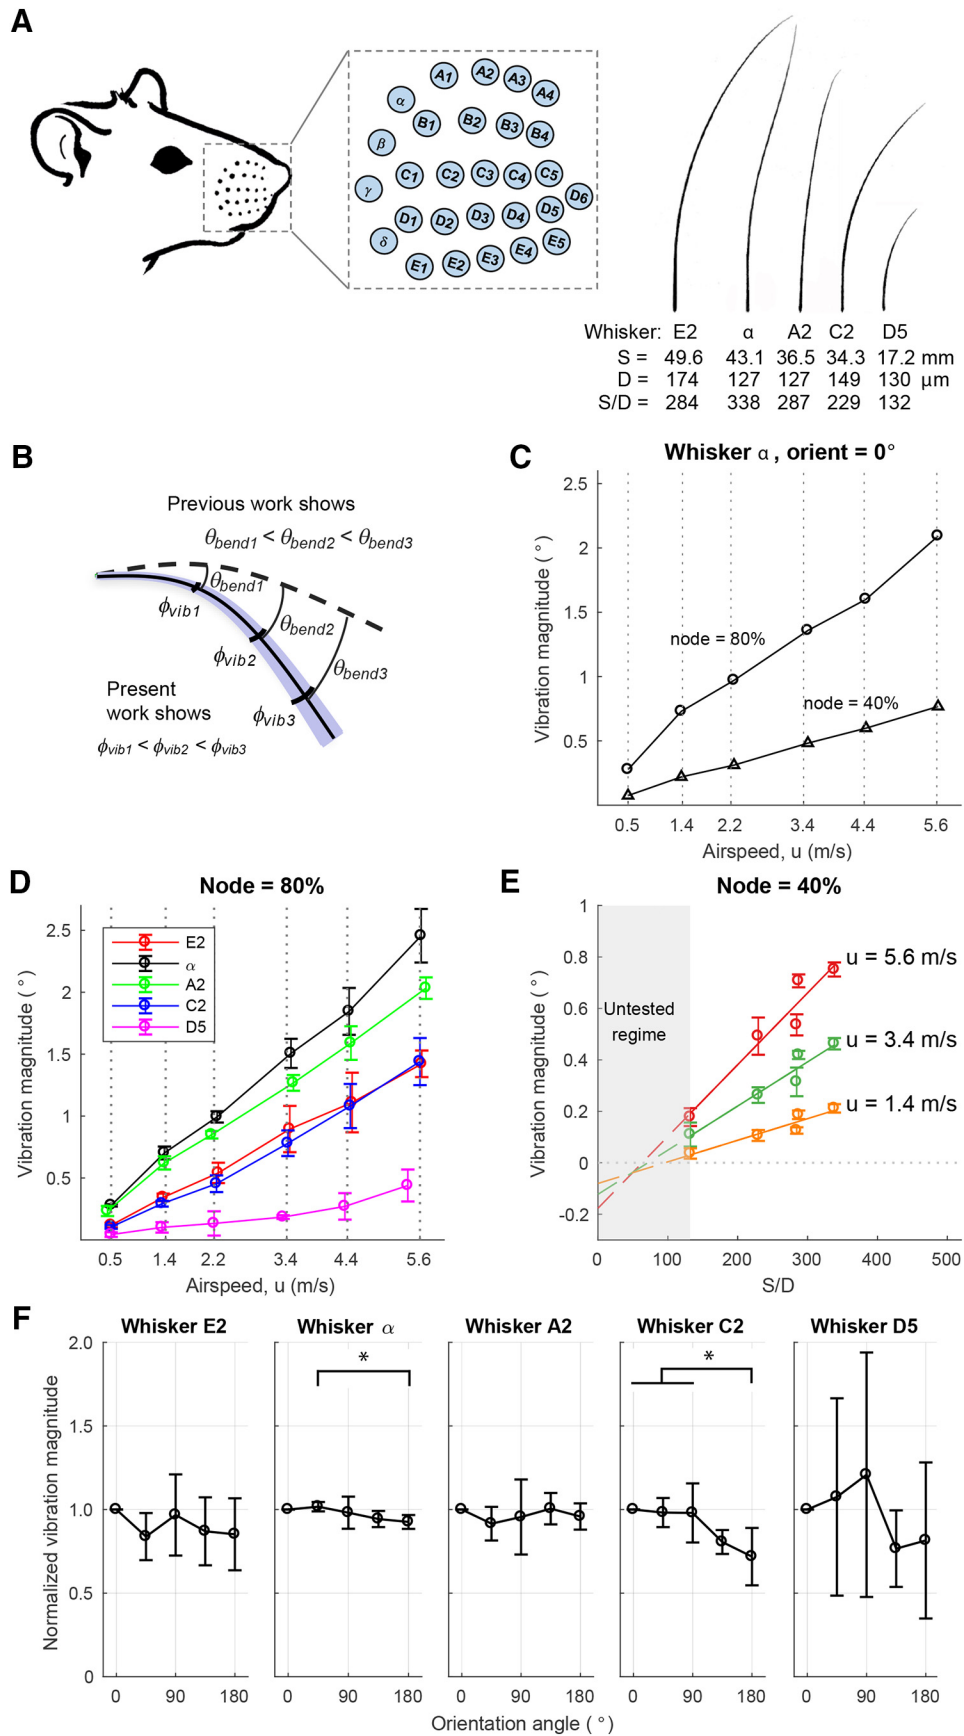 A
A1 A2 A3 A4
α B1 B2 B3 B4
β
γ C1 C2 C3 C4 C5 D6
δ D1 D2 D3 D4 D5
E1 E2 E3 E4 E5
Whisker: E2 α A2 C2 D5
S = 49.6 43.1 36.5 34.3 17.2 mm
D = 174 127 127 149 130 μm
S/D = 284 338 287 229 132
B
Previous work shows
θbend1 < θbend2 < θbend3
θbend1
ϕvib1
θbend2
ϕvib2
θbend3
ϕvib3
Present
work shows
ϕvib1 < ϕvib2 < ϕvib3
C
Whisker α , orient = 0°
Vibration magnitude ( ° )
2.5
2
1.5
1
0.5
node = 80%
node = 40%
0.5 1.4 2.2 3.4 4.4 5.6
Airspeed, u (m/s)
D
Node = 80%
Vibration magnitude ( ° )
2.5
2
1.5
1
0.5
E2
α
A2
C2
D5
0.5 1.4 2.2 3.4 4.4 5.6
Airspeed, u (m/s)
E
Node = 40%
Vibration magnitude ( ° )
1
0.8
0.6
0.4
0.2
0
-0.2
Untested
regime
u = 5.6 m/s
u = 3.4 m/s
u = 1.4 m/s
0 100 200 300 400 500
S/D
F
Whisker E2 Whisker α Whisker A2 Whisker C2 Whisker D5
Normalized vibration magnitude
2.0
1.5
1.0
0.5
0
* *
0 90 180 0 90 180 0 90 180 0 90 180 0 90 180
Orientation angle ( ° )